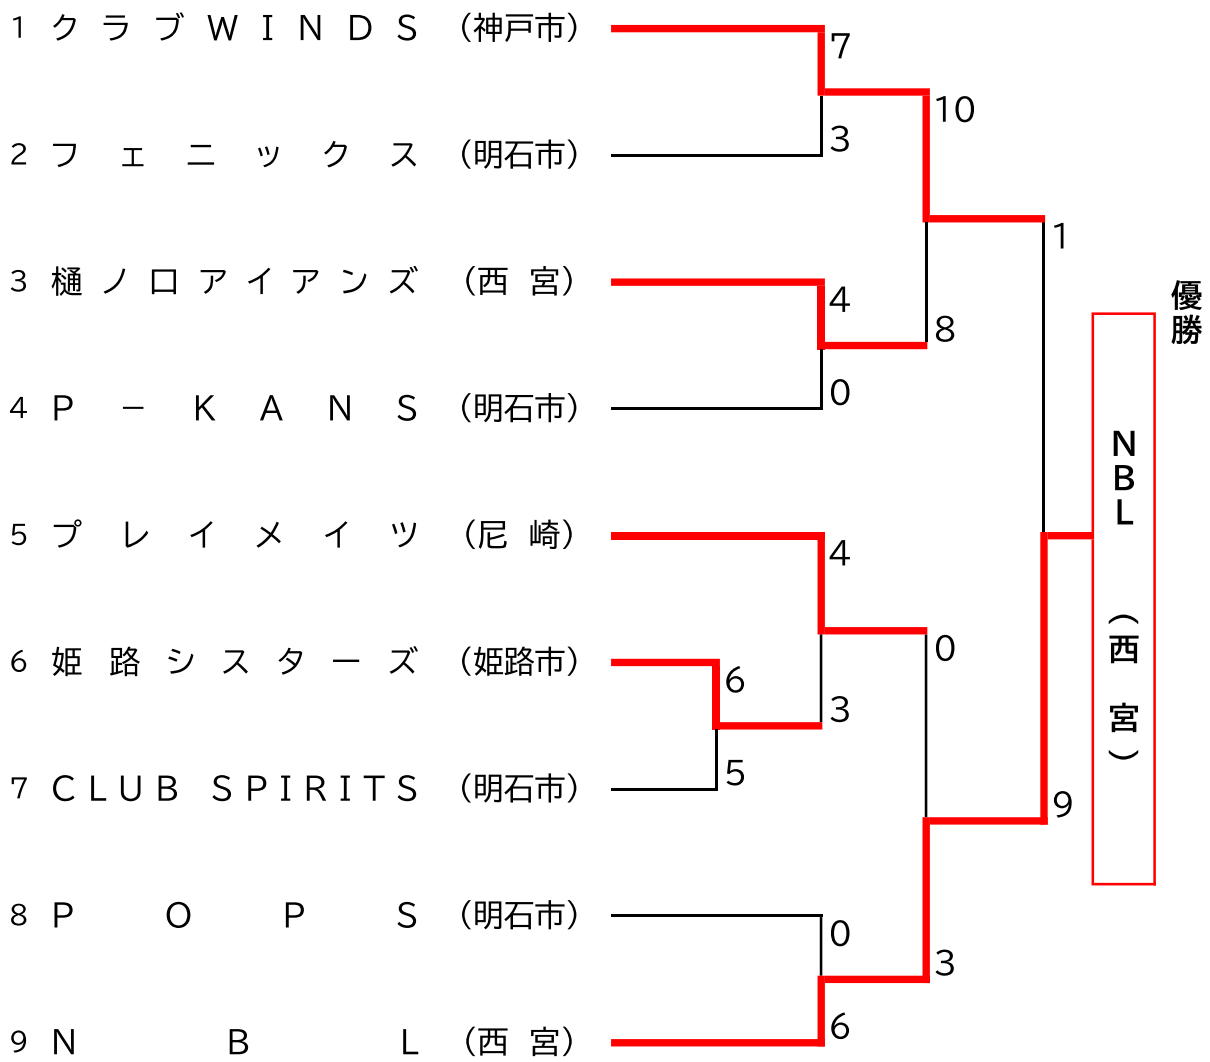 1 クラブWINDS (神戸市)
7
10
2 フェニックス (明石市)
3
1
3 樋ノ口アイアンズ (西 宮)
4
8
優勝
4 P－KANS (明石市)
0
NBL (西 宮)
5 プレイメイツ (尼 崎)
4
0
6 姫路シスターズ (姫路市)
6
3
7 CLUB SPIRITS (明石市)
5
9
8 POPS (明石市)
0
3
9 NBL (西 宮)
6